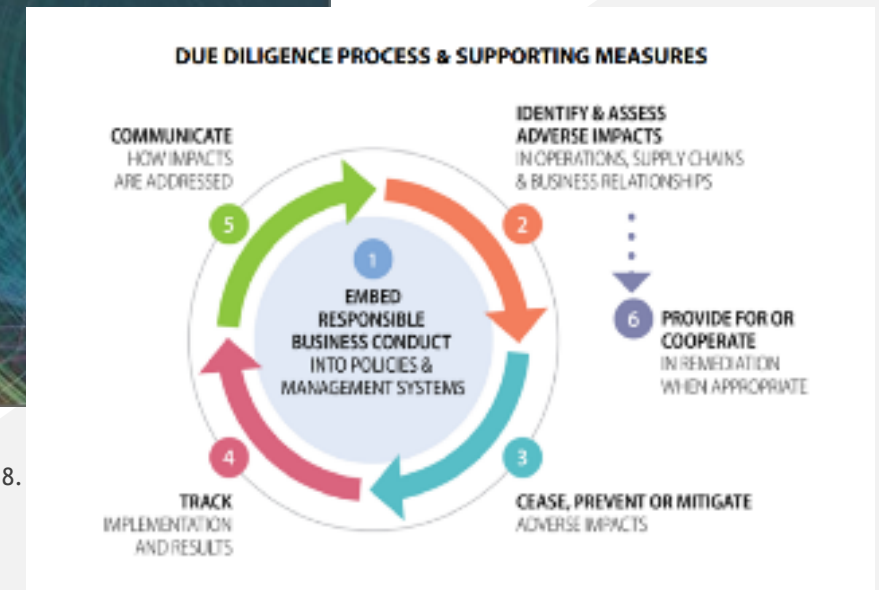 DUE DILIGENCE PROCESS & SUPPORTING MEASURES
COMMUNICATE
HOW IMPACTS
ARE ADDRESSED
5
IDENTIFY & ASSESS
ADVERSE IMPACTS
IN OPERATIONS, SUPPLY CHAINS
& BUSINESS RELATIONSHIPS
2
1
EMBED
RESPONSIBLE
BUSINESS CONDUCT
INTO POLICIES &
MANAGEMENT SYSTEMS
6
PROVIDE FOR OR
COOPERATE
IN REMEDIATION
WHEN APPROPRIATE
4
TRACK
IMPLEMENTATION
AND RESULTS
3
CEASE, PREVENT OR MITIGATE
ADVERSE IMPACTS
8.